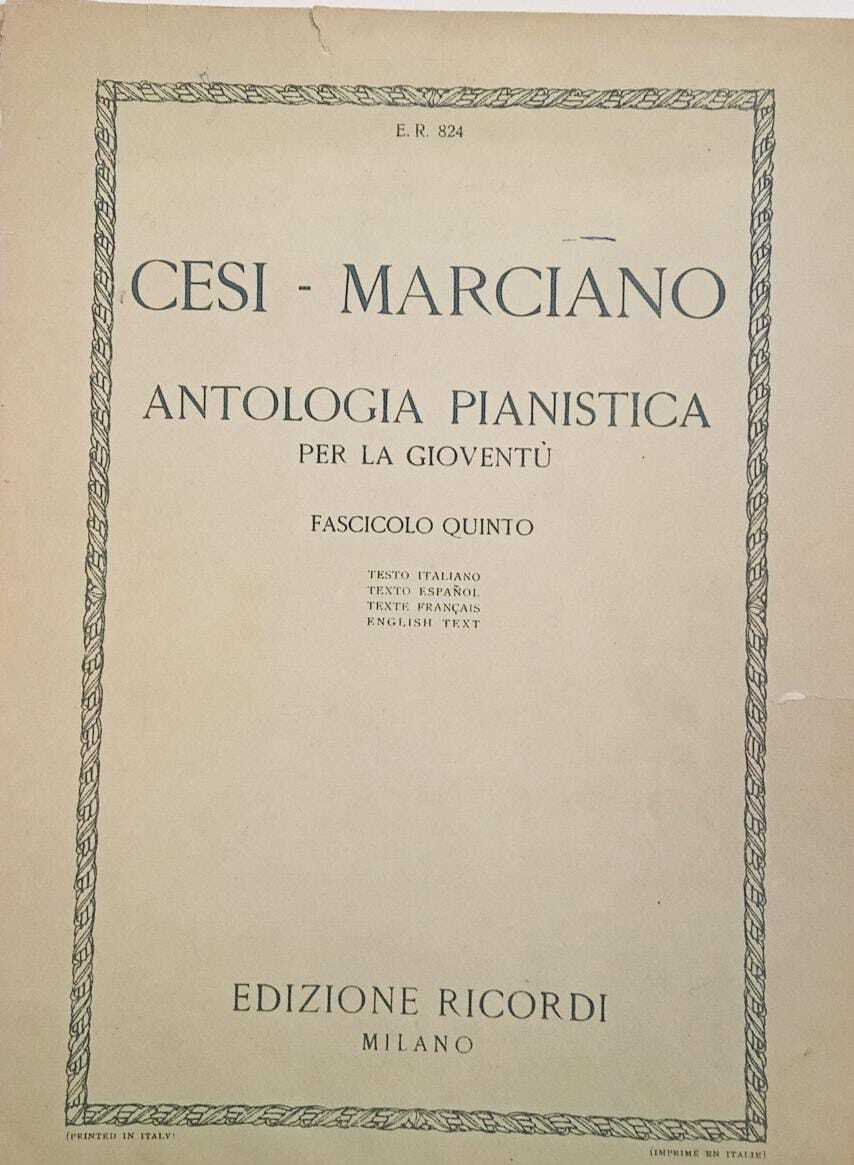 E. R. 824
CESI - MARCIANO
ANTOLOGIA PIANISTICA
PER LA GIOVENTÙ
FASCICOLO QUINTO
TESTO ITALIANO
TEXTO ESPAÑOL
TEXTE FRANÇAIS
ENGLISH TEXT
EDIZIONE RICORDI
MILANO
(PRINTED IN ITALY)
(IMPRIME EN ITALIE)